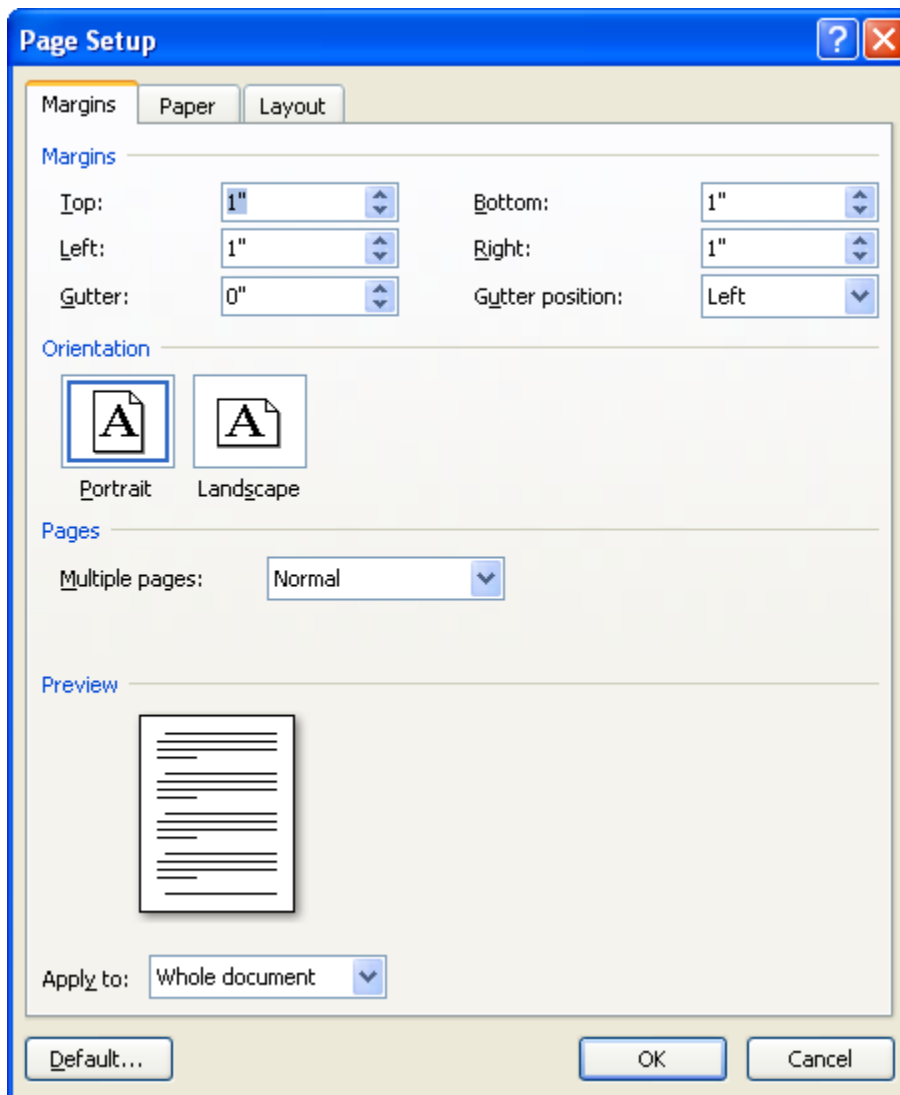 Page Setup
Margins Paper Layout
Margins
Top: 1" Bottom: 1"
Left: 1" Right: 1"
Gutter: 0" Gutter position: Left
Orientation
A A
Portrait Landscape
Pages
Multiple pages: Normal
Preview
Apply to: Whole document
Default... OK Cancel